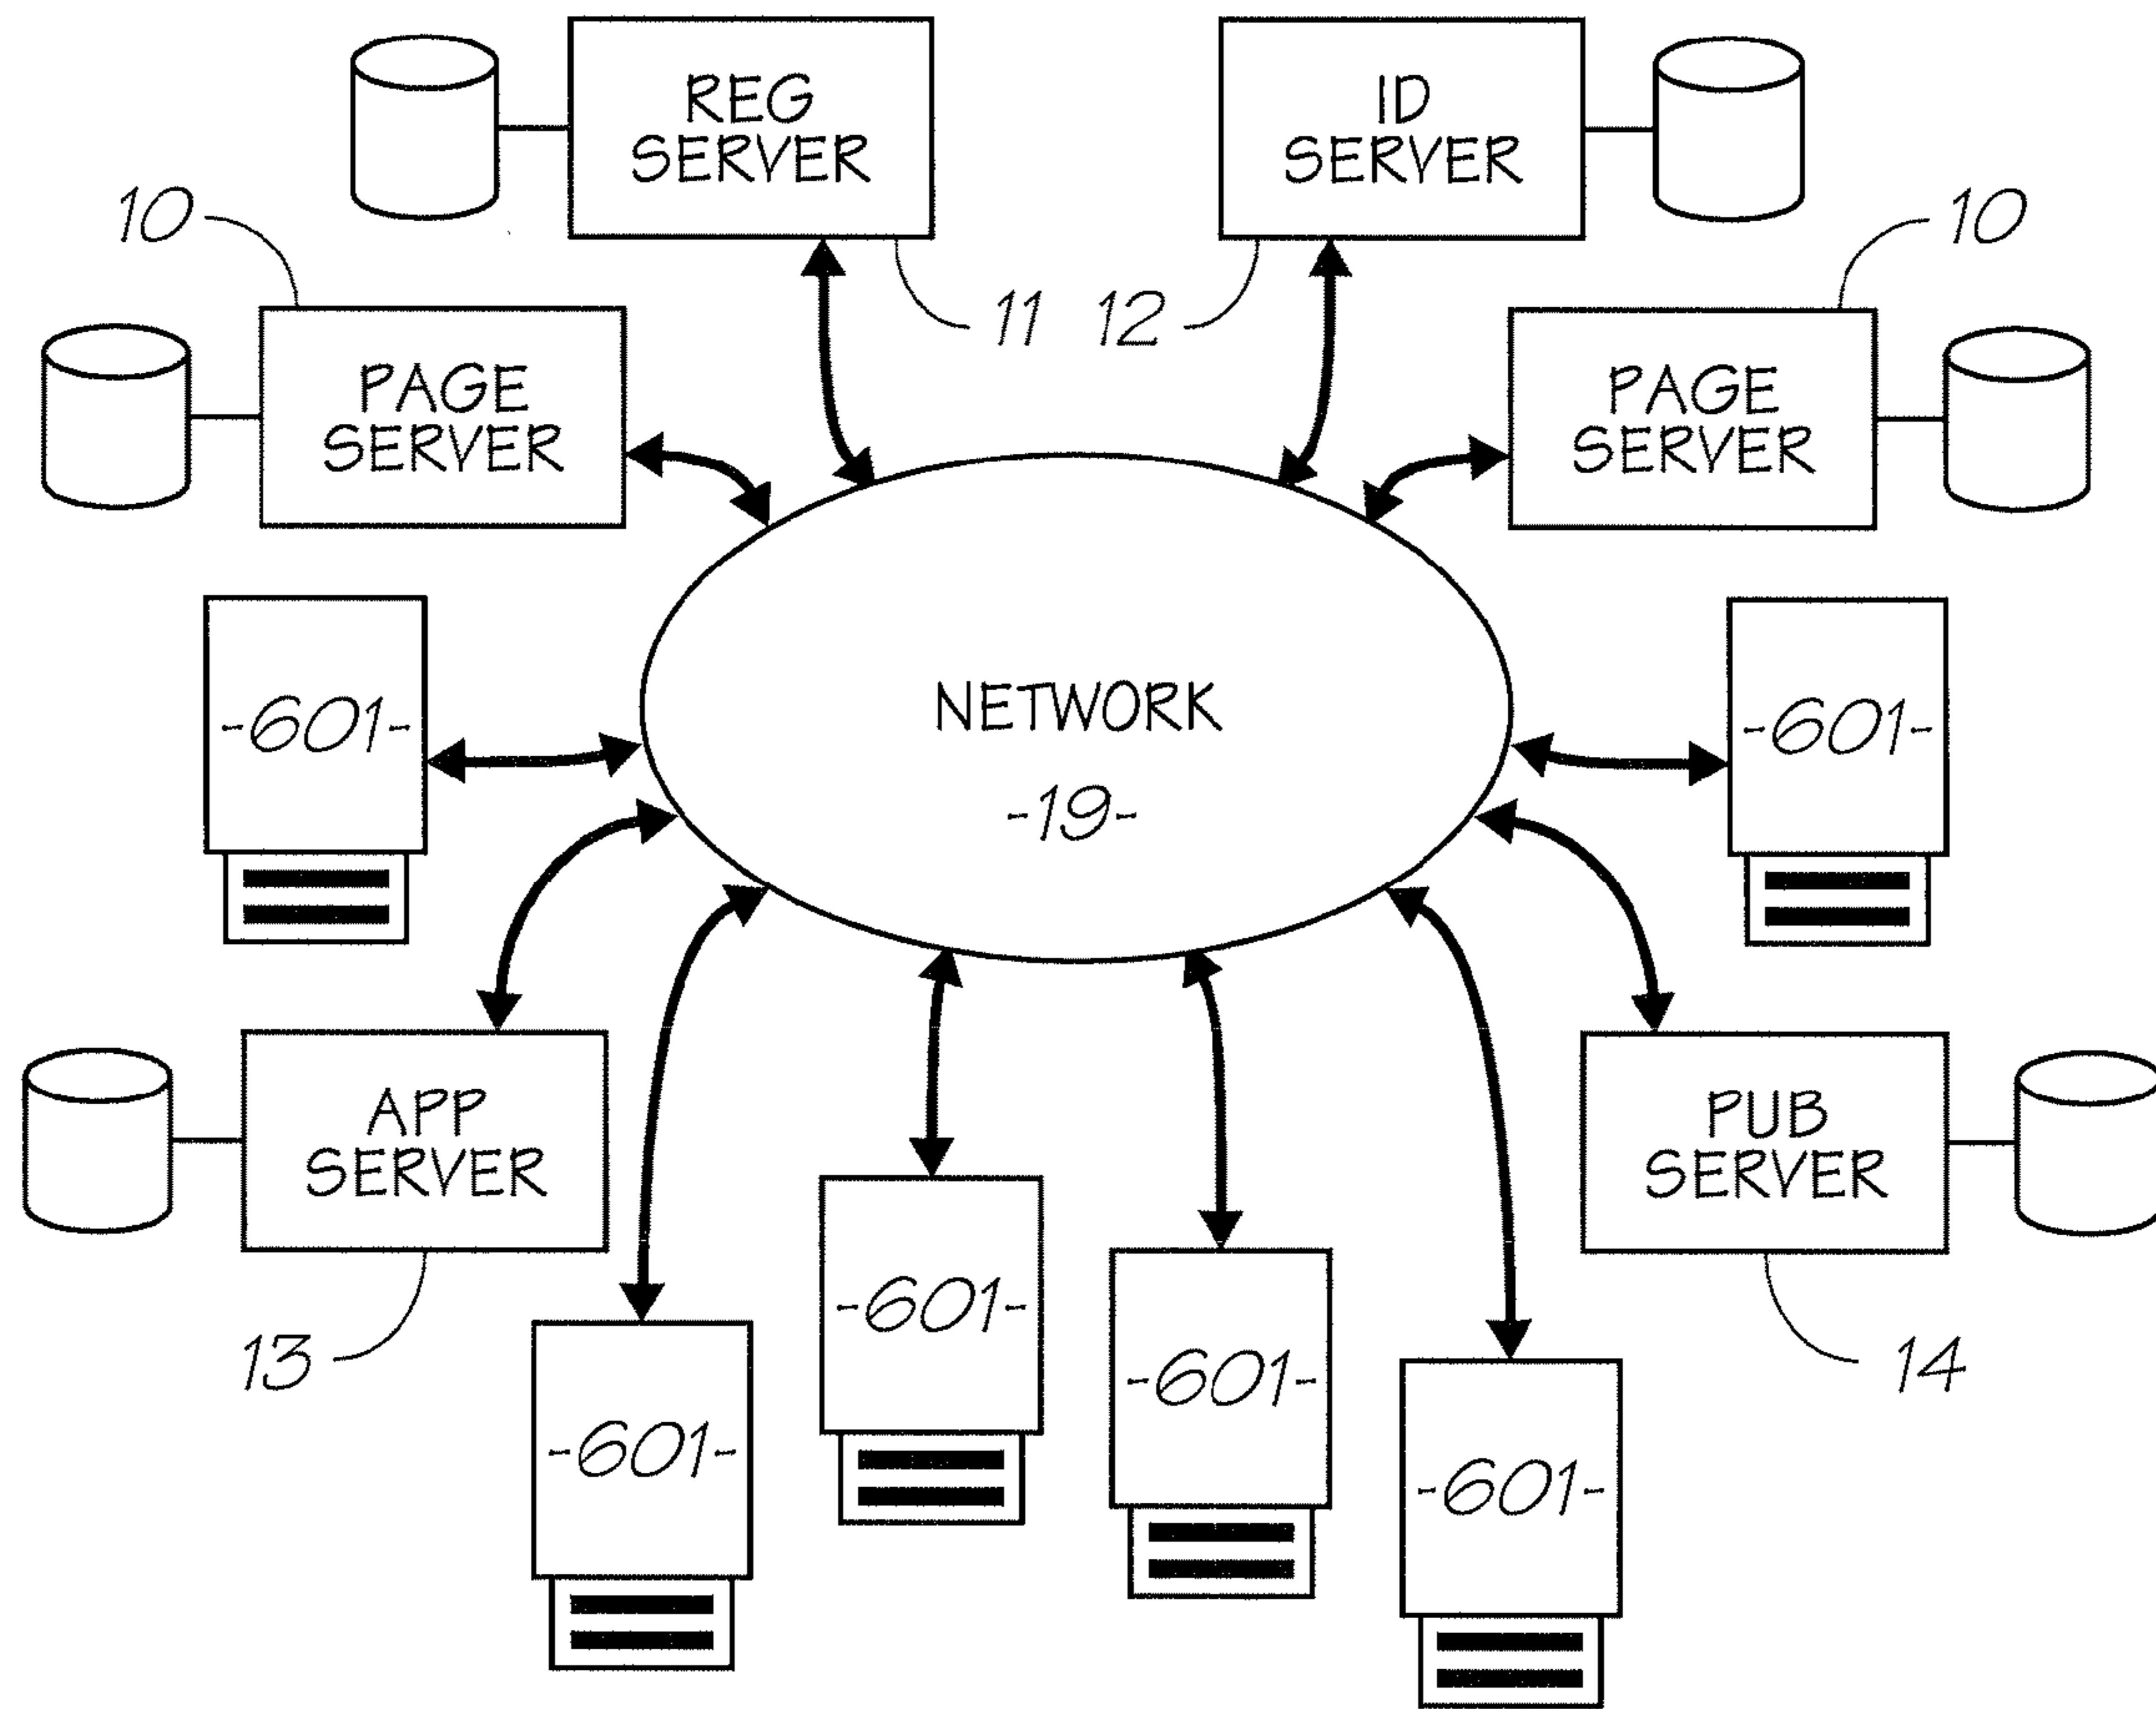 REG
SERVER
ID
SERVER
10
10
11
12
PAGE
SERVER
PAGE
SERVER
-601-
NETWORK
-19-
-601-
APP
SERVER
PUB
SERVER
13
-601-
-601-
-601-
-601-
14